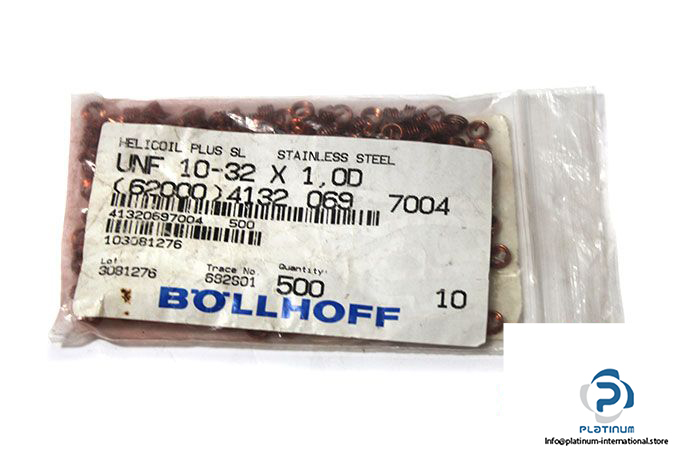 HELICOIL PLUS SL STAINLESS STEEL
UNF 10-32 X 1,0D
(62000)4132 069 7004
41320697004 500
103081276
Lot 3081276 Trace No. 682S01 Quantity: 500 10
BÖLLHOFF
PLATINUM
info@platinum-international.store